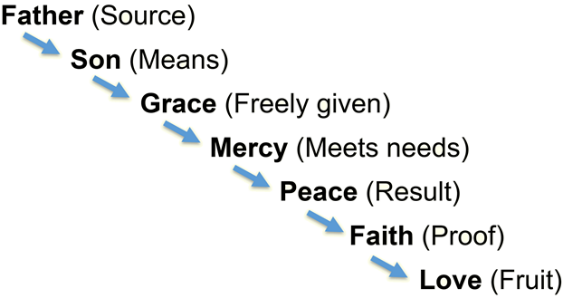 Father (Source)
Son (Means)
Grace (Freely given)
Mercy (Meets needs)
Peace (Result)
Faith (Proof)
Love (Fruit)